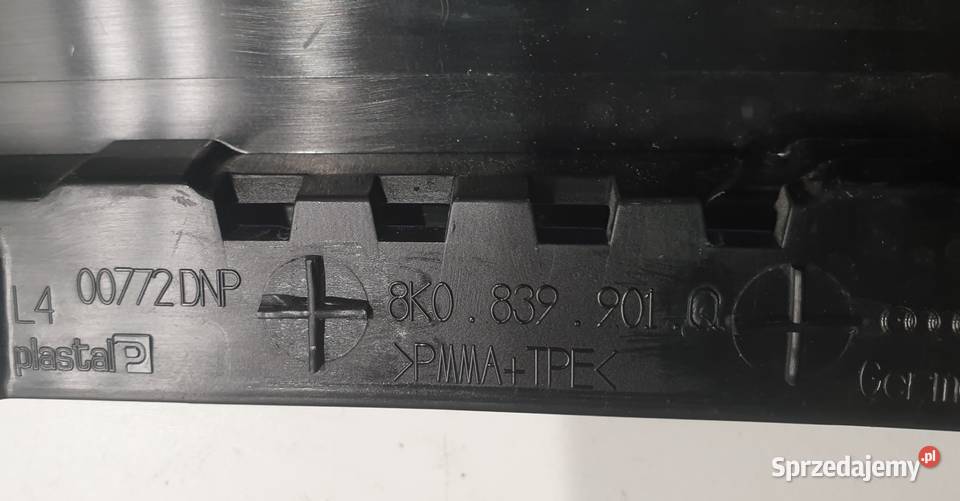 L4
00772DNP
plastal P
8K0.839.901.Q
>PMMA+TPE<
Sprzedajemy.pl